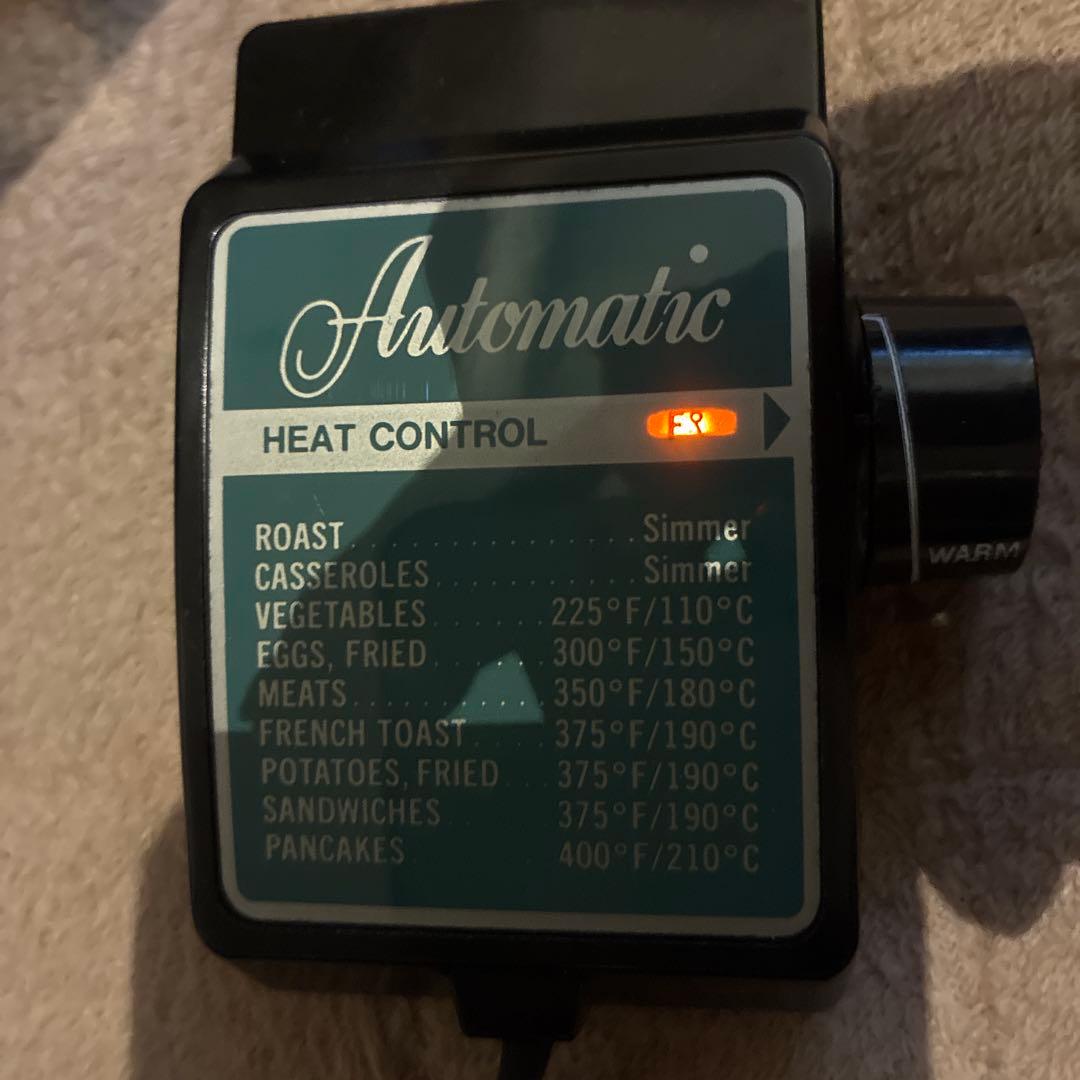 Automatic
HEAT CONTROL
ROAST.................Simmer
CASSEROLES...........Simmer
VEGETABLES......225°F/110°C
EGGS, FRIED......300°F/150°C
MEATS..........350°F/180°C
FRENCH TOAST....375°F/190°C
POTATOES, FRIED...375°F/190°C
SANDWICHES..375°F/190°C
PANCAKES.....400°F/210°C
WARM